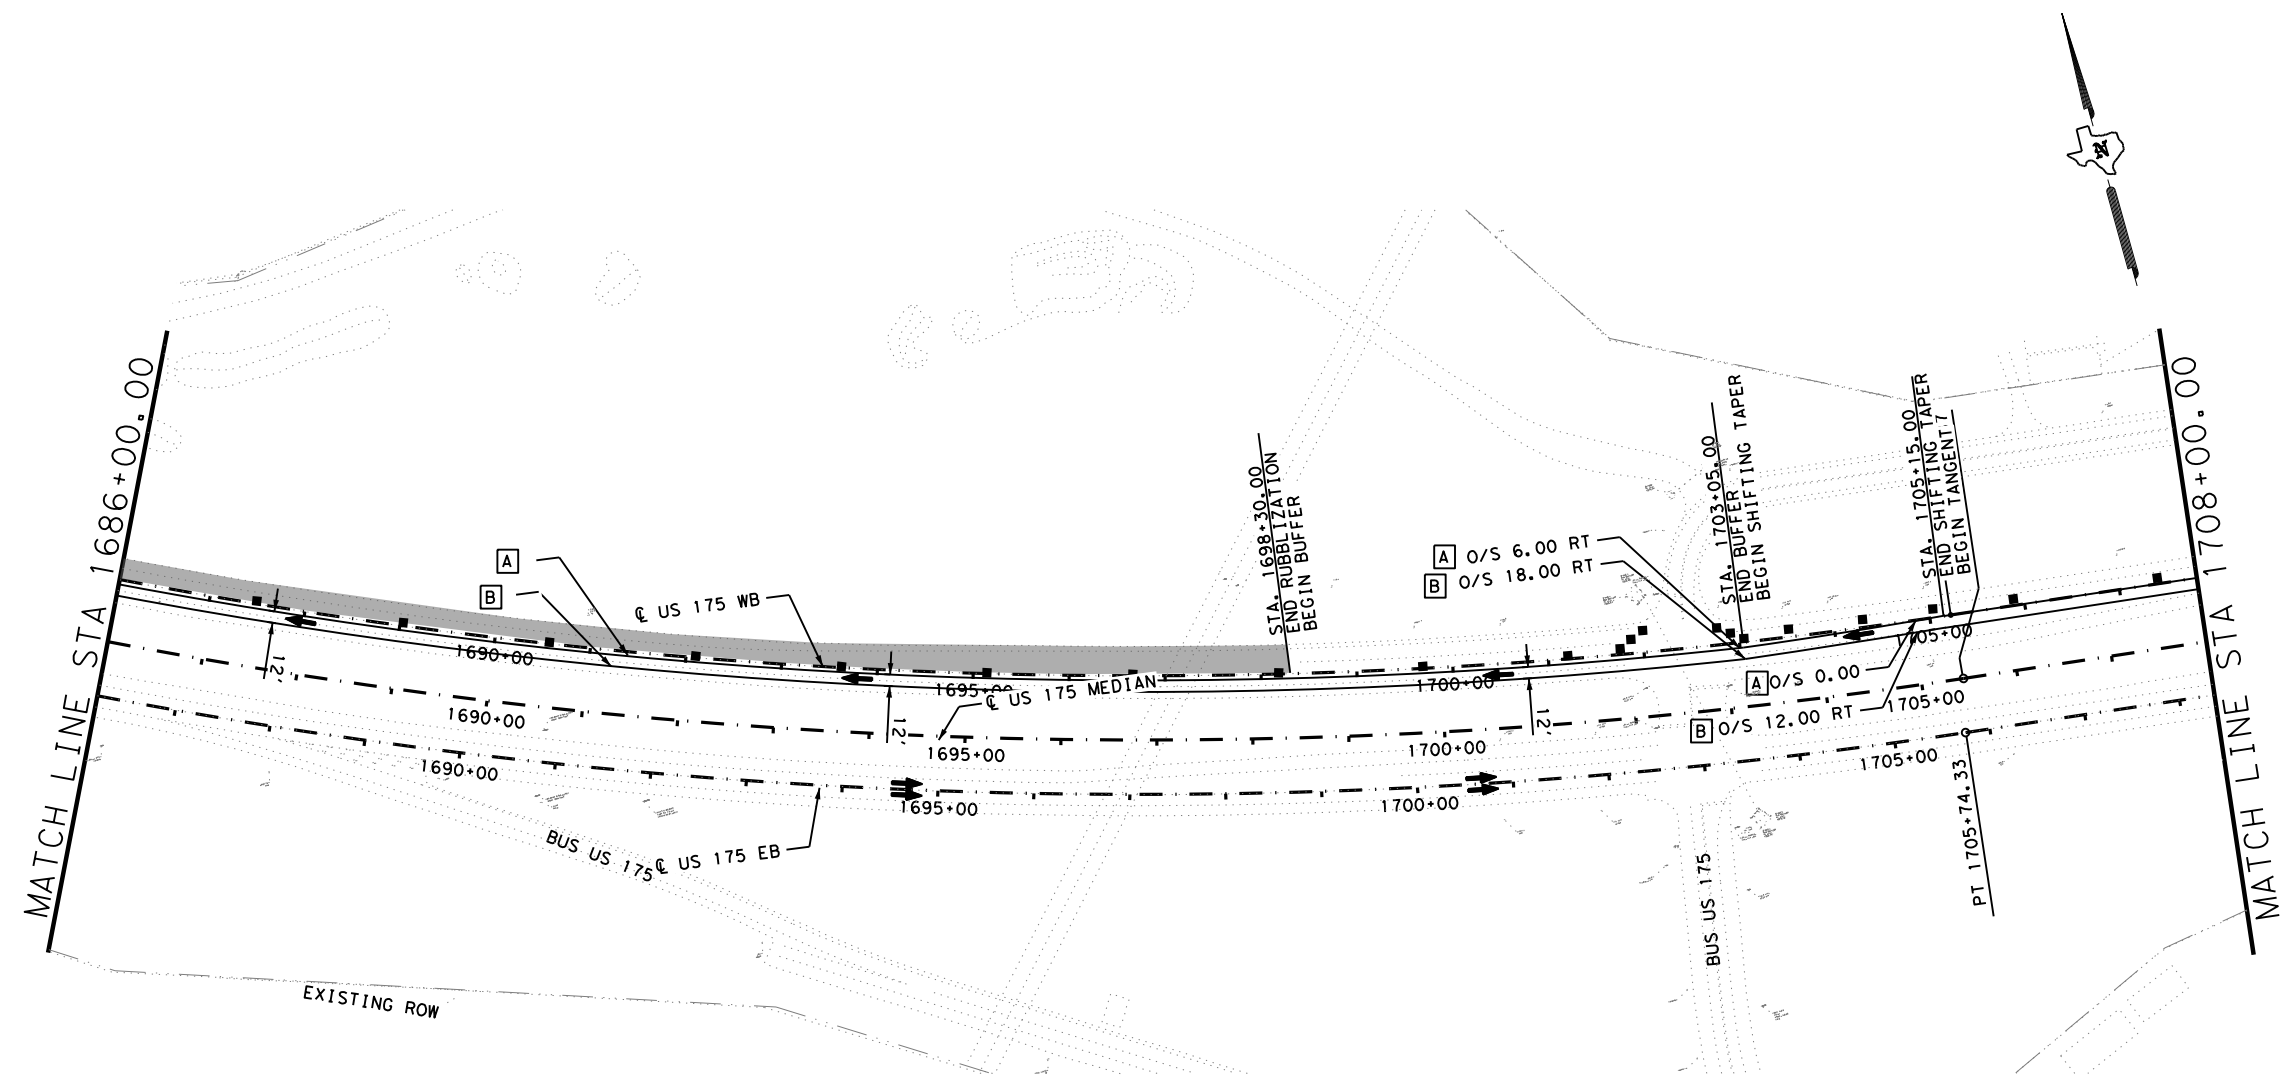 MATCH LINE STA 1686+00.00
A
B
℄ US 175 WB
1690+00
12'
1690+00
1690+00
BUS US 175
℄ US 175 EB
EXISTING ROW
1695+00
℄ US 175 MEDIAN
12'
1695+00
1695+00
STA. 1698+30.00
END RUBBLIZATION
BEGIN BUFFER
A O/S 6.00 RT
B O/S 18.00 RT
1700+00
12'
1700+00
1700+00
STA. 1703+05.00
END BUFFER
BEGIN SHIFTING TAPER
STA. 1705+15.00
END SHIFTING TAPER
BEGIN TANGENT
1705+00
A O/S 0.00
B O/S 12.00 RT
1705+00
1705+00
PT 1705+74.33
BUS US 175
MATCH LINE STA 1708+00.00